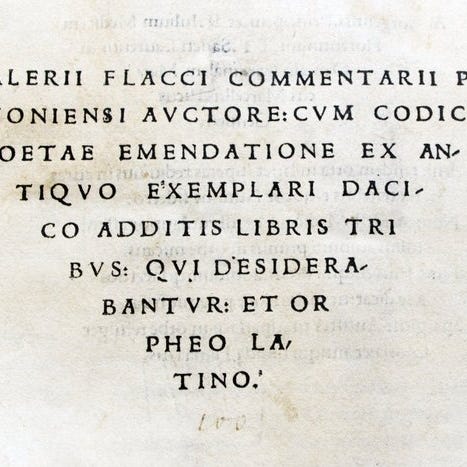 ALERII FLACCI COMMENTARII P
ONIENSI AVCTORE: CVM CODIC
OETAE EMENDATIONE EX AN-
TIQVO EXEMPLARI DACI-
CO ADDITIS LIBRIS TRI
BVS: QVI DESIDERA-
BANTVR: ET OR
PHEO LA,
TINO.
100